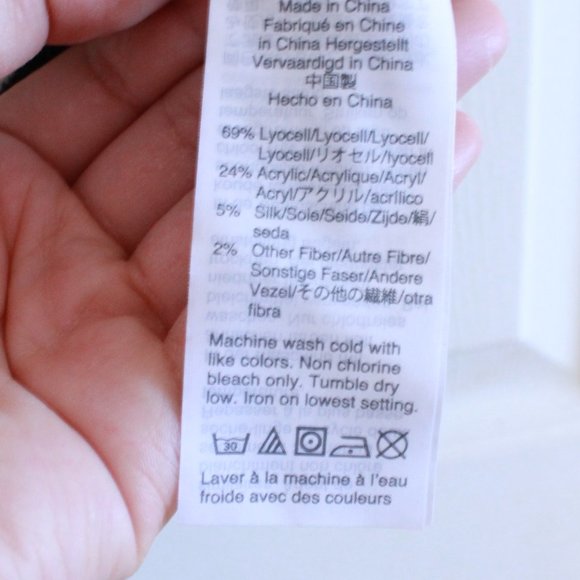 Made in China
Fabriqué en Chine
in China Hergestellt
Vervaardigd in China
中国製
Hecho en China
69% Lyocell/Lyocell/Lyocell/
Lyocell/リオセル/lyocell
24% Acrylic/Acrylique/Acryl/
Acryl/アクリル/acrílico
5% Silk/Soie/Seide/Zijde/絹/
seda
2% Other Fiber/Autre Fibre/
Sonstige Faser/Andere
Vezel/その他の繊維/otra
fibra
Machine wash cold with
like colors. Non chlorine
bleach only. Tumble dry
low. Iron on lowest setting.
30
Laver à la machine à l'eau
froide avec des couleurs